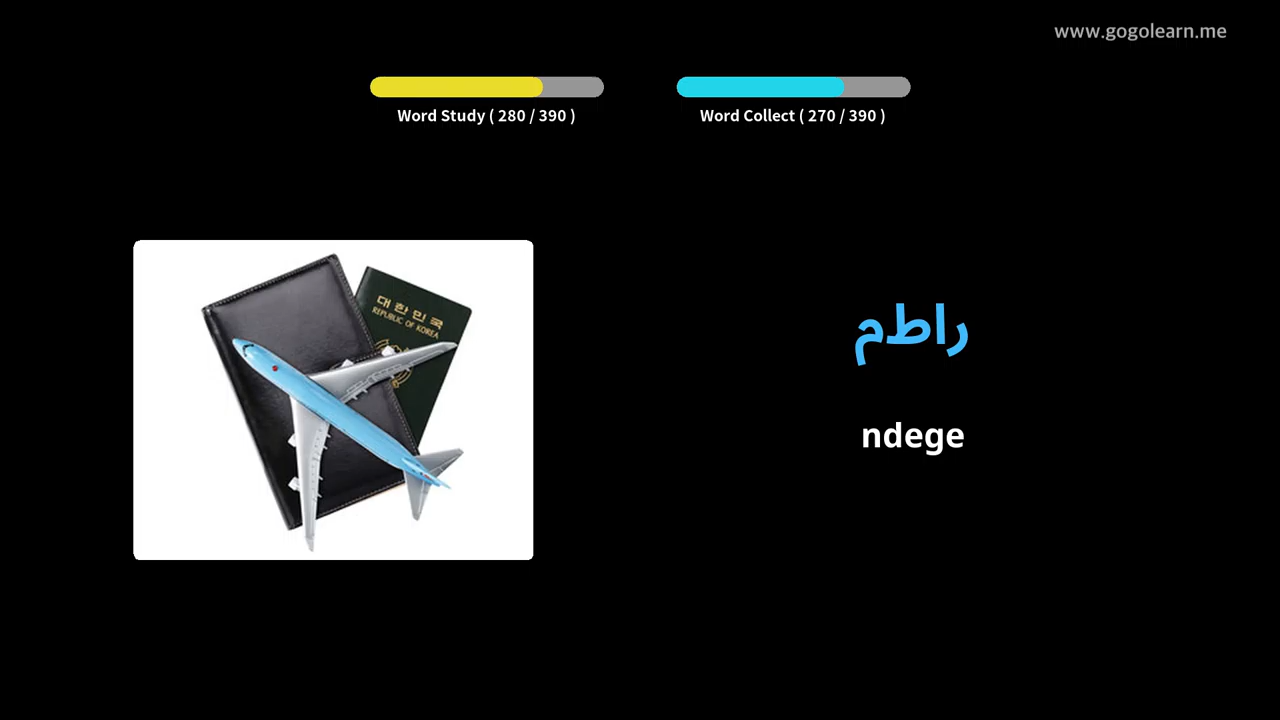 www.gogolearn.me
Word Study ( 280 / 390 )
Word Collect ( 270 / 390 )
대한민국
REPUBLIC OF KOREA
راطم
ndege